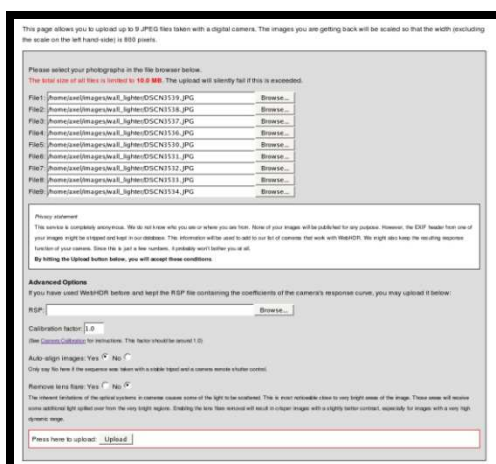 This page allows you to upload up to 9 JPEG files taken with a digital camera. The images you are getting back will be scaled so that the width (excluding
the scale on the left hand-side) is 800 pixels.
Please select your photographs in the file browser below.
The total size of all files is limited to 10.0 MB. The upload will silently fail if this is exceeded.
File1: /home/axel/images/wall_lighter/DSCN3539.JPG Browse...
File2: /home/axel/images/wall_lighter/DSCN3538.JPG Browse...
File3: /home/axel/images/wall_lighter/DSCN3537.JPG Browse...
File4: /home/axel/images/wall_lighter/DSCN3536.JPG Browse...
File5: /home/axel/images/wall_lighter/DSCN3530.JPG Browse...
File6: /home/axel/images/wall_lighter/DSCN3531.JPG Browse...
File7: /home/axel/images/wall_lighter/DSCN3532.JPG Browse...
File8: /home/axel/images/wall_lighter/DSCN3533.JPG Browse...
File9: /home/axel/images/wall_lighter/DSCN3534.JPG Browse...
Privacy statement
This service is completely anonymous. We do not know who you are or where you are from. None of your images will be published for any purpose. However, the EXIF header from one of
your images might be stripped and kept in our database. This information will be used to add to our list of cameras that work with WebHDR. We might also keep the resulting response
function of your camera. Since this is just a few numbers, it probably won't bother you at all.
By hitting the Upload button below, you will accept these conditions.
Advanced Options
If you have used WebHDR before and kept the RSP file containing the coefficients of the camera's response curve, you may upload it below:
RSP: Browse...
Calibration factor: 1.0
(See Camera Calibration for instructions. This factor should be around 1.0)
Auto-align images: Yes No
Only say No here if the sequence was taken with a stable tripod and a camera remote shutter control.
Remove lens flare: Yes No
The inherent limitations of the optical systems in cameras causes some of the light to be scattered. This is most noticeable close to very bright areas of the image. These areas will receive
some additional light spilled over from the very bright regions. Enabling the lens flare removal will result in crisper images with a slightly better contrast, especially for images with a very high
dynamic range.
Press here to upload: Upload